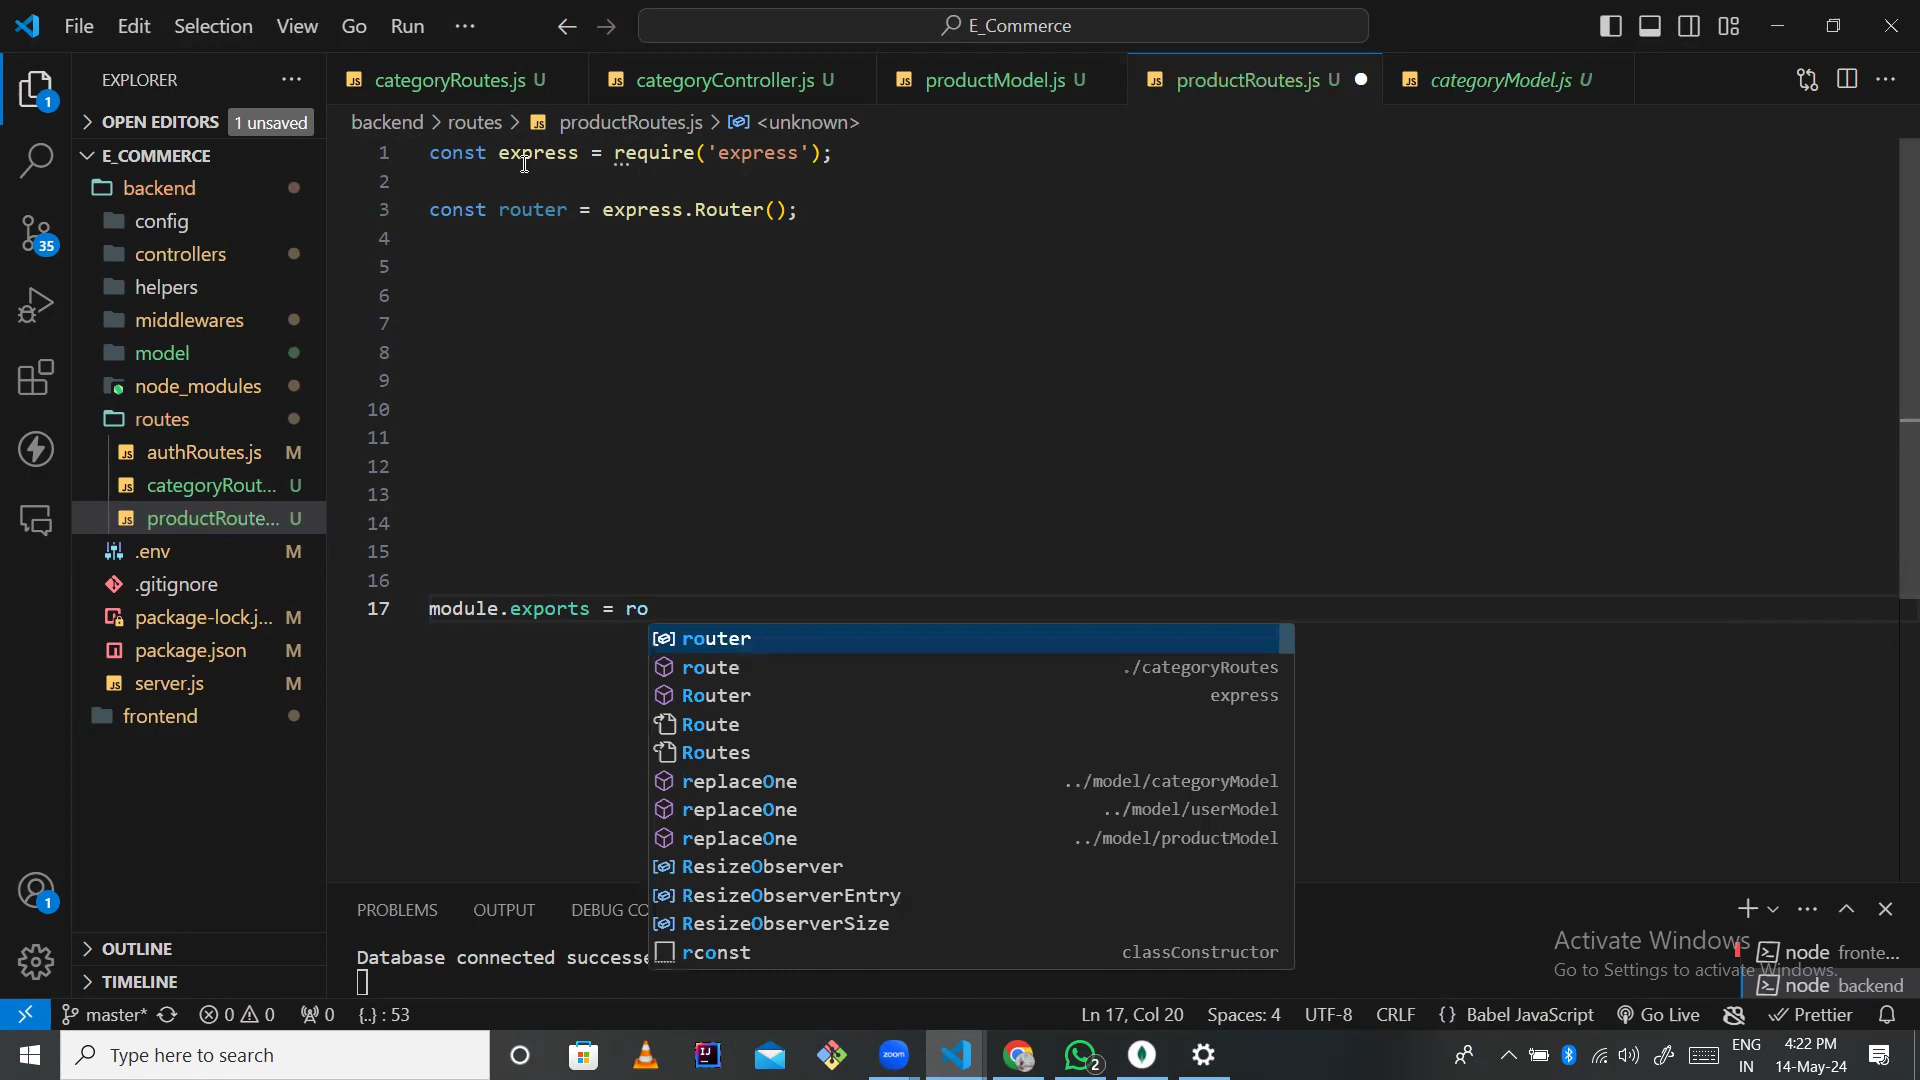 File Edit Selection View Go Run ··· E_Commerce
EXPLORER ···
categoryRoutes.js U categoryController.js U productModel.js U productRoutes.js U categoryModel.js U ···
1
OPEN EDITORS 1 unsaved
backend > routes > productRoutes.js > <unknown>
E_COMMERCE
backend
config
controllers
helpers
middlewares
model
node_modules
routes
authRoutes.js M
categoryRout... U
productRoute... U
.env M
.gitignore
package-lock.j... M
package.json M
server.js M
frontend
35
1 const express = require('express');
2
3 const router = express.Router();
4
5
6
7
8
9
10
11
12
13
14
15
16
17 module.exports = ro
router
route ./categoryRoutes
Router express
Route
Routes
replaceOne ../model/categoryModel
replaceOne ../model/userModel
replaceOne ../model/productModel
ResizeObserver
ResizeObserverEntry
ResizeObserverSize
rconst classConstructor
1
OUTLINE
TIMELINE
PROBLEMS OUTPUT DEBUG CO ···
Database connected successe
Activate Windows
Go to Settings to activate Windows.
node fronte...
node backend
master* 0 0 0 {..} : 53 Ln 17, Col 20 Spaces: 4 UTF-8 CRLF {} Babel JavaScript Go Live Prettier
Type here to search zoom 2 ENG IN 4:22 PM 14-May-24